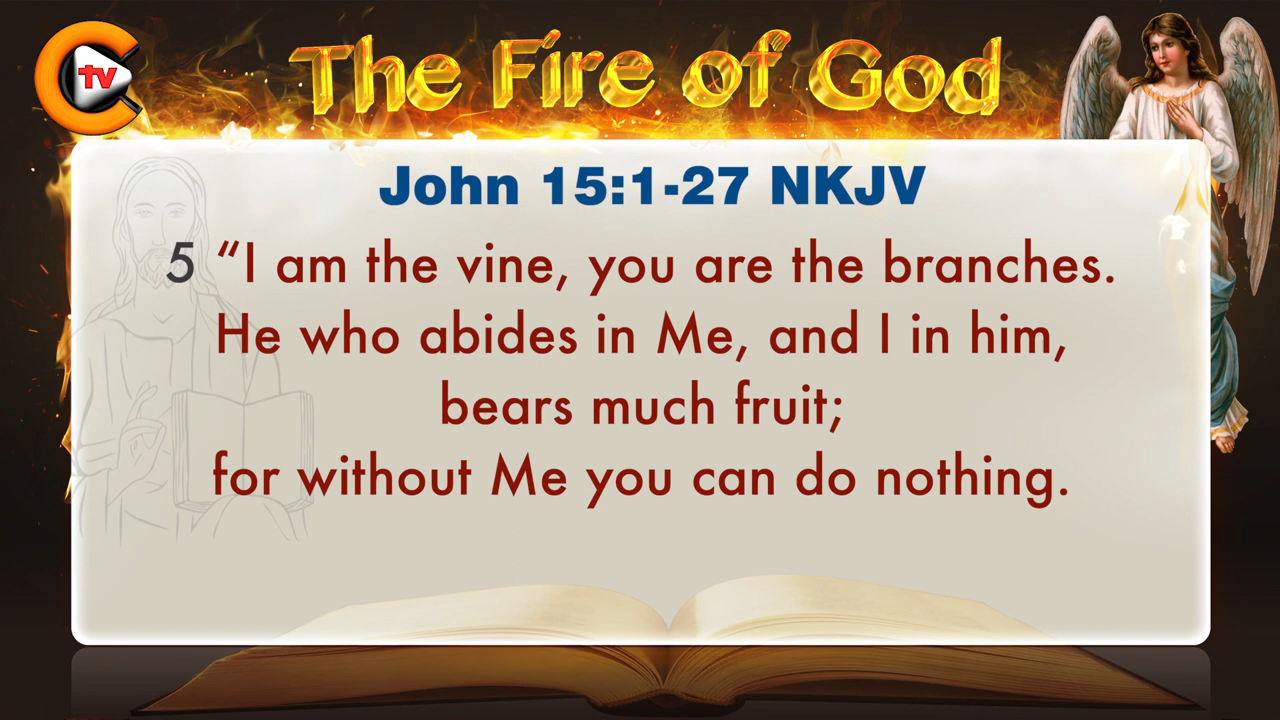 tv
The Fire of God
John 15:1-27 NKJV
5 “I am the vine, you are the branches.
He who abides in Me, and I in him,
bears much fruit;
for without Me you can do nothing.